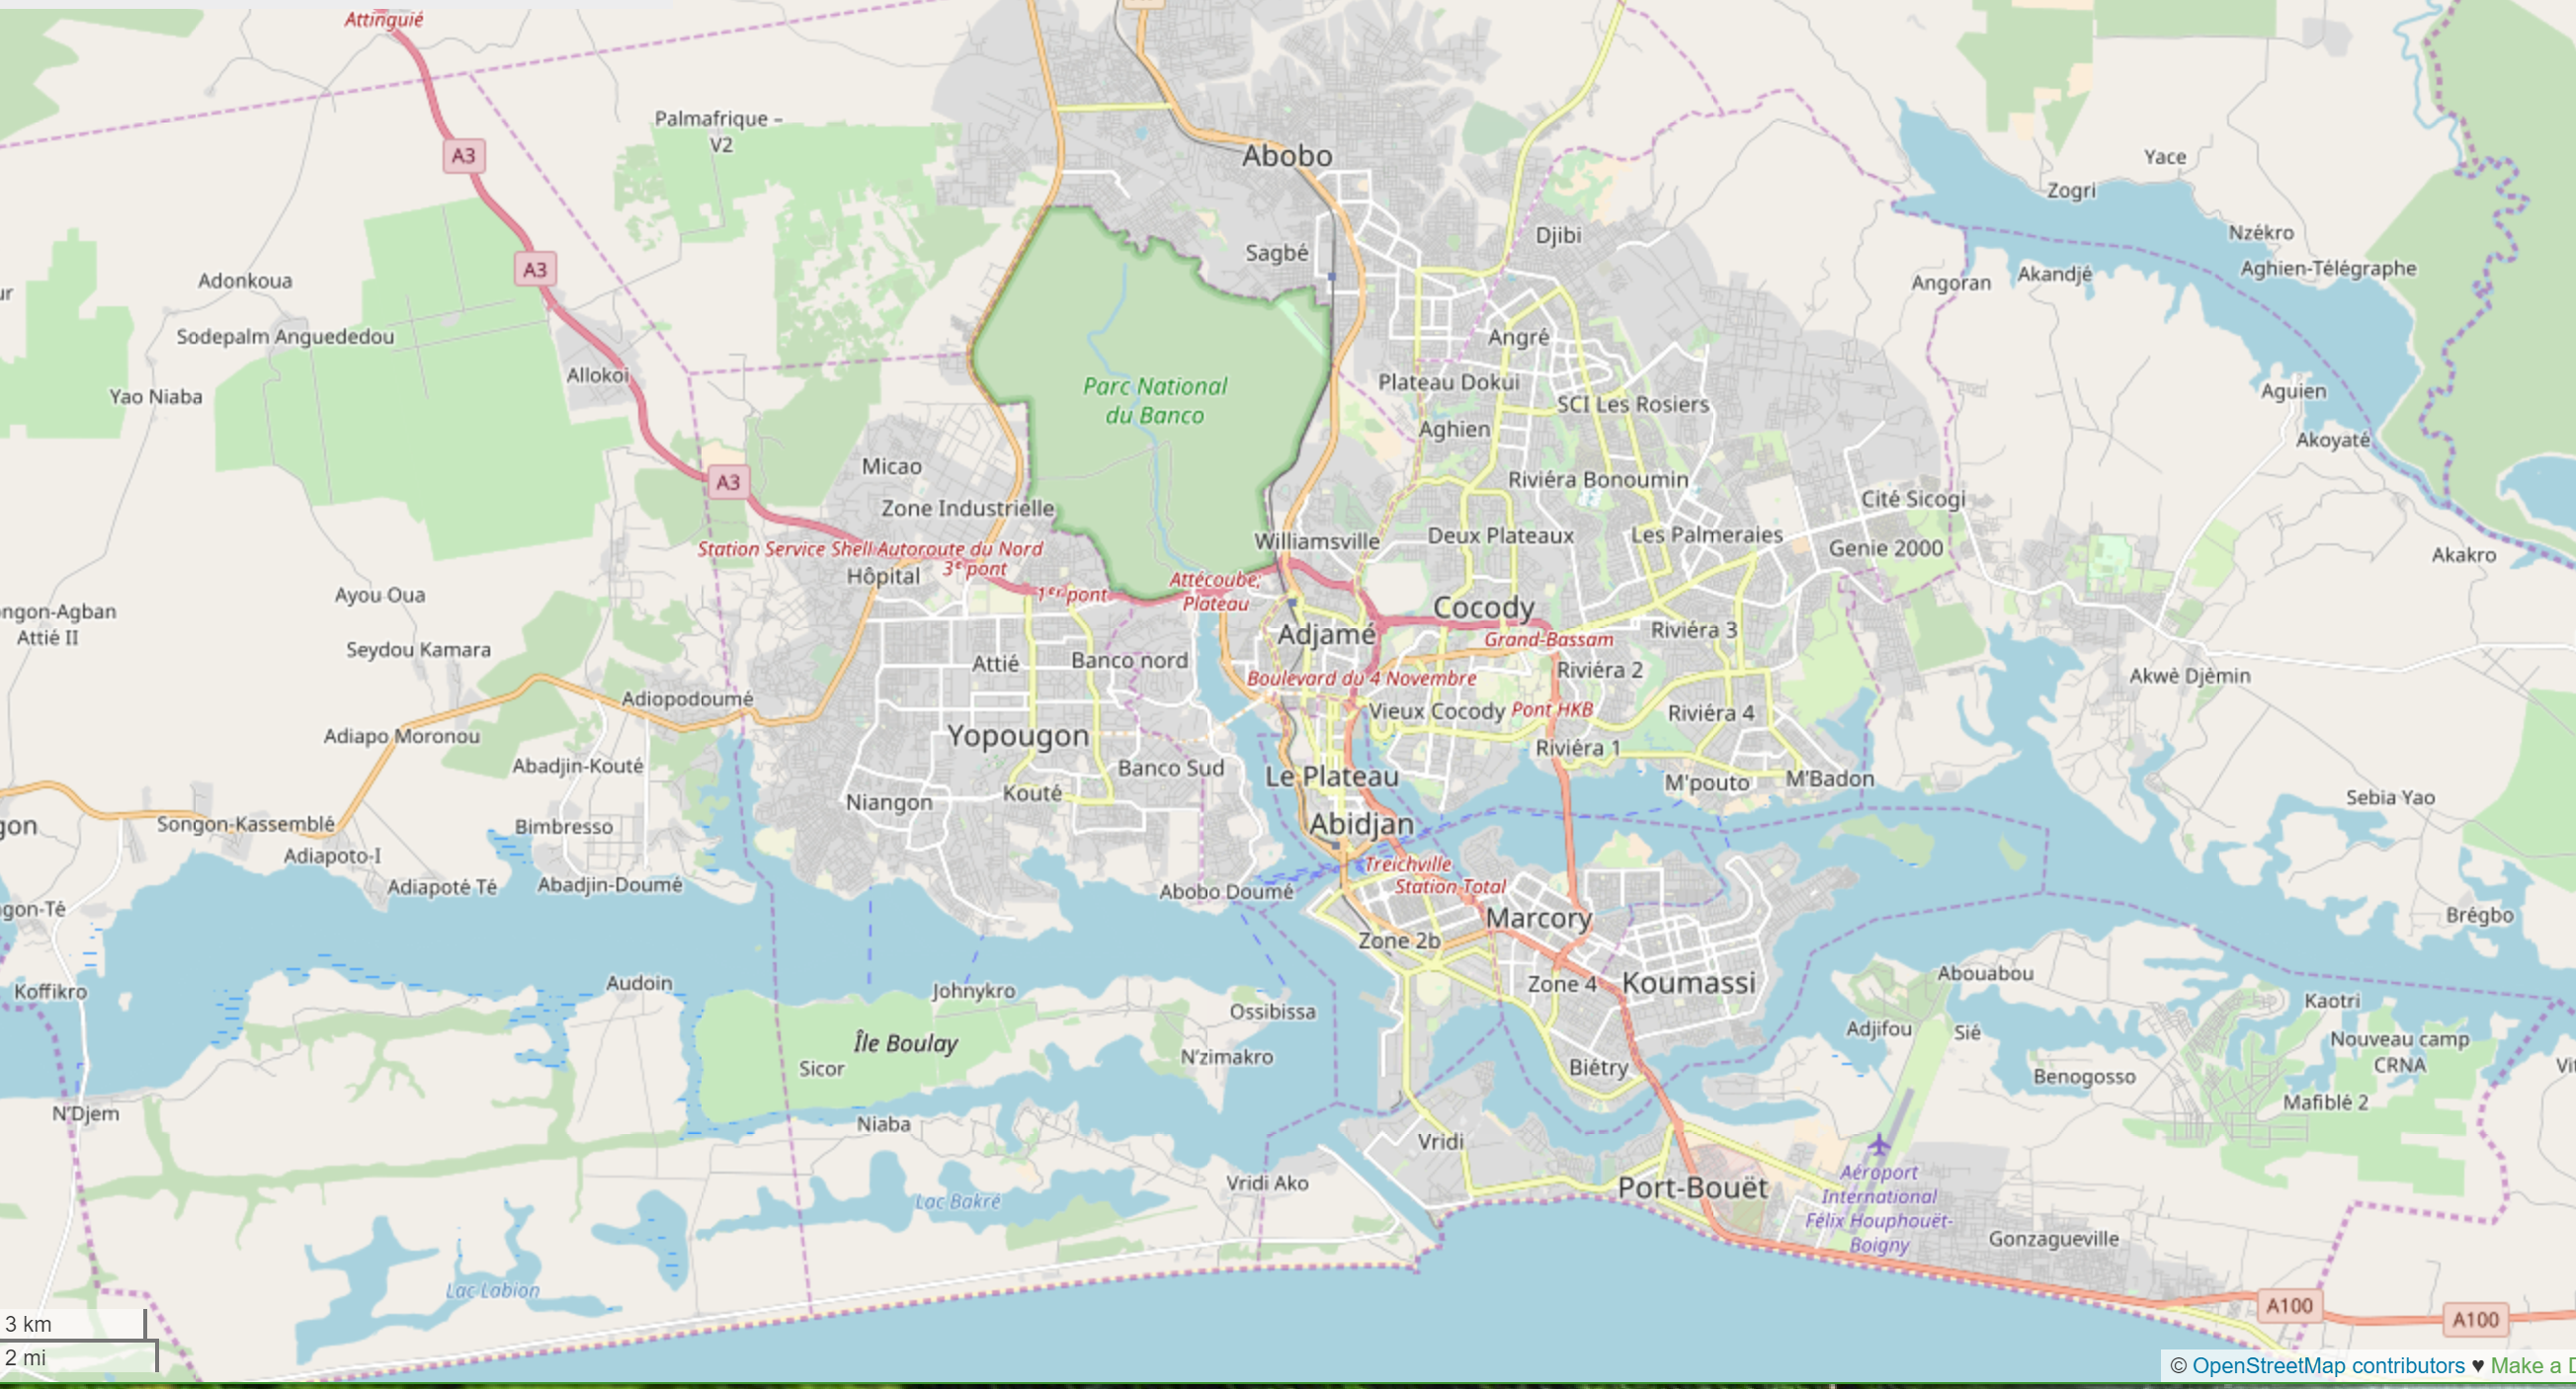 Attinguié
Palmafrique –
V2
A3
Abobo
Yace
Zogri
Nzékro
Djibi
Sagbé
Aghien-Télégraphe
Akandjé
Angoran
A3
Adonkoua
Sodepalm Anguededou
Angré
Allokoi
Plateau Dokui
Parc National
du Banco
Yao Niaba
SCI Les Rosiers
Aguien
Aghien
Akoyaté
Micao
A3
Riviéra Bonoumin
Cité Sicogi
Zone Industrielle
Williamsville
Deux Plateaux
Les Palmeraies
Genie 2000
Akakro
Station Service Shell Autoroute du Nord
3e pont
Hôpital
1er pont
Attécoube;
Plateau
Ayou Oua
ongon-Agban
Attié II
Cocody
Adjamé
Grand-Bassam
Riviéra 3
Seydou Kamara
Attié
Banco nord
Boulevard du 4 Novembre
Riviéra 2
Akwè Djèmin
Adiopodoumé
Vieux Cocody
Pont HKB
Riviéra 4
Adiapo Moronou
Yopougon
Riviéra 1
Abadjin-Kouté
Banco Sud
Le Plateau
M'pouto
M'Badon
Kouté
Niangon
Sebia Yao
gon
Songon-Kassemblé
Bimbresso
Abidjan
Adiapoto-I
Treichville
Station Total
Adiapoté Té
Abadjin-Doumé
Abobo Doumé
gon-Té
Marcory
Brégbo
Zone 2b
Abouabou
Koffikro
Audoin
Johnykro
Zone 4
Koumassi
Kaotri
Ossibissa
Île Boulay
Adjifou
Sié
Nouveau camp
CRNA
N'zimakro
Sicor
Biétry
Benogosso
Mafiblé 2
N'Djem
Niaba
Vridi
Vridi Ako
Port-Bouët
Aéroport
International
Félix Houphouët-
Boigny
Lac Bakré
Gonzagueville
Lac Labion
A100
A100
3 km
2 mi
© OpenStreetMap contributors ♥ Make a D